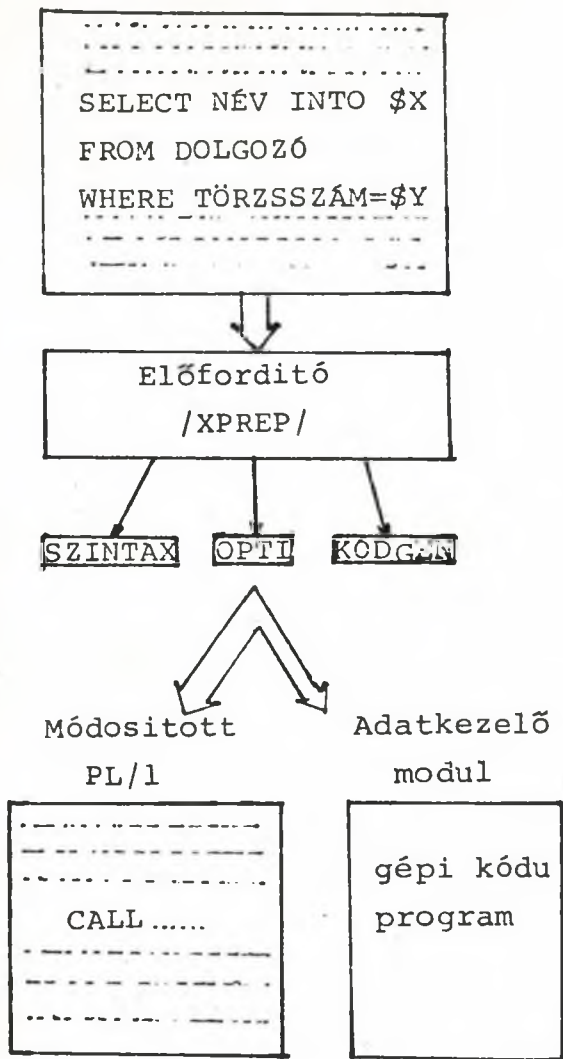 SELECT NÉV INTO $X
FROM DOLGOZÓ
WHERE TÖRZSSZÁM=$Y
Előforditó
/XPREP/
SZINTAX OPTI KÓDGEN
Módositott
PL/1
Adatkezelő
modul
CALL ......
gépi kódu
program